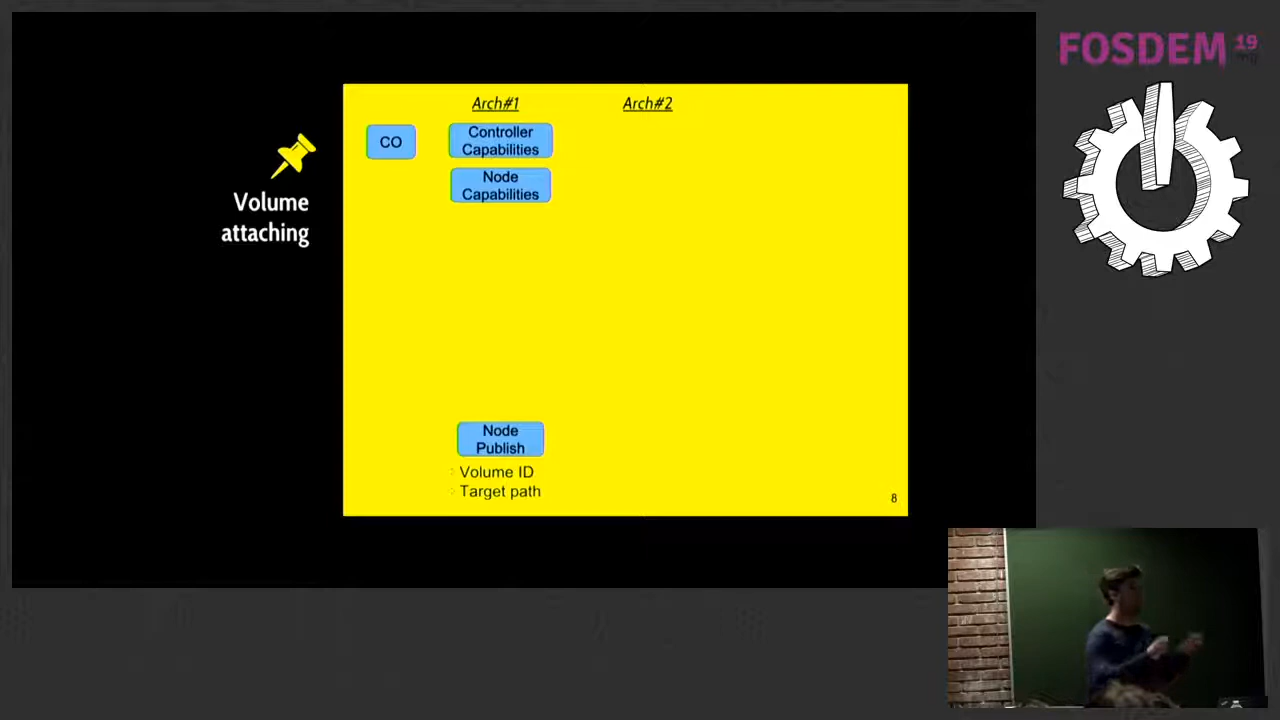 FOSDEM 19
Arch#1
Arch#2
CO
Controller
Capabilities
Node
Capabilities
Volume
attaching
Node
Publish
Volume ID
Target path
8